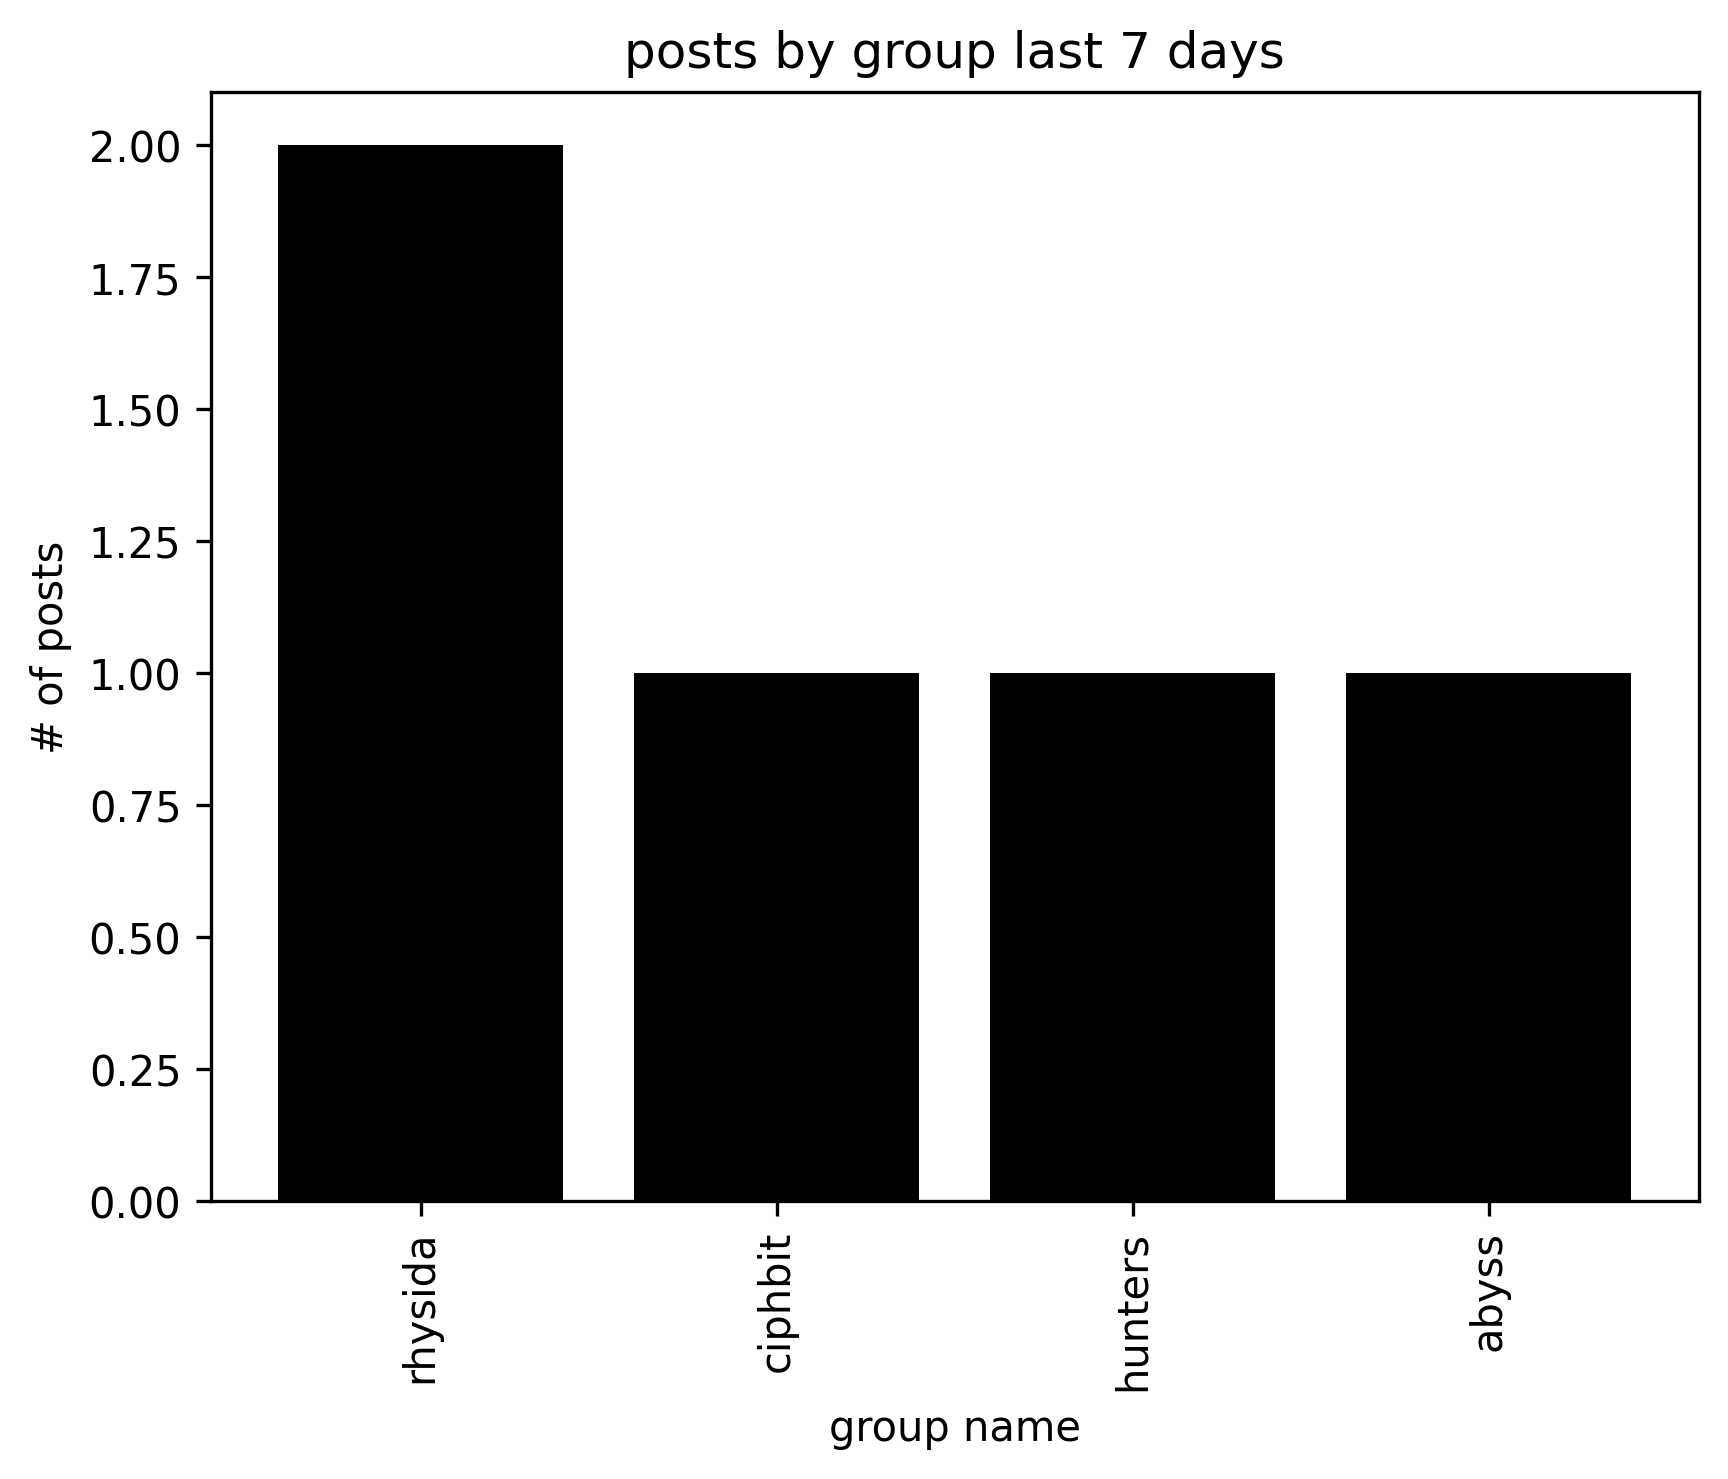 posts by group last 7 days
# of posts
2.00
1.75
1.50
1.25
1.00
0.75
0.50
0.25
0.00
rhysida
ciphbit
hunters
abyss
group name